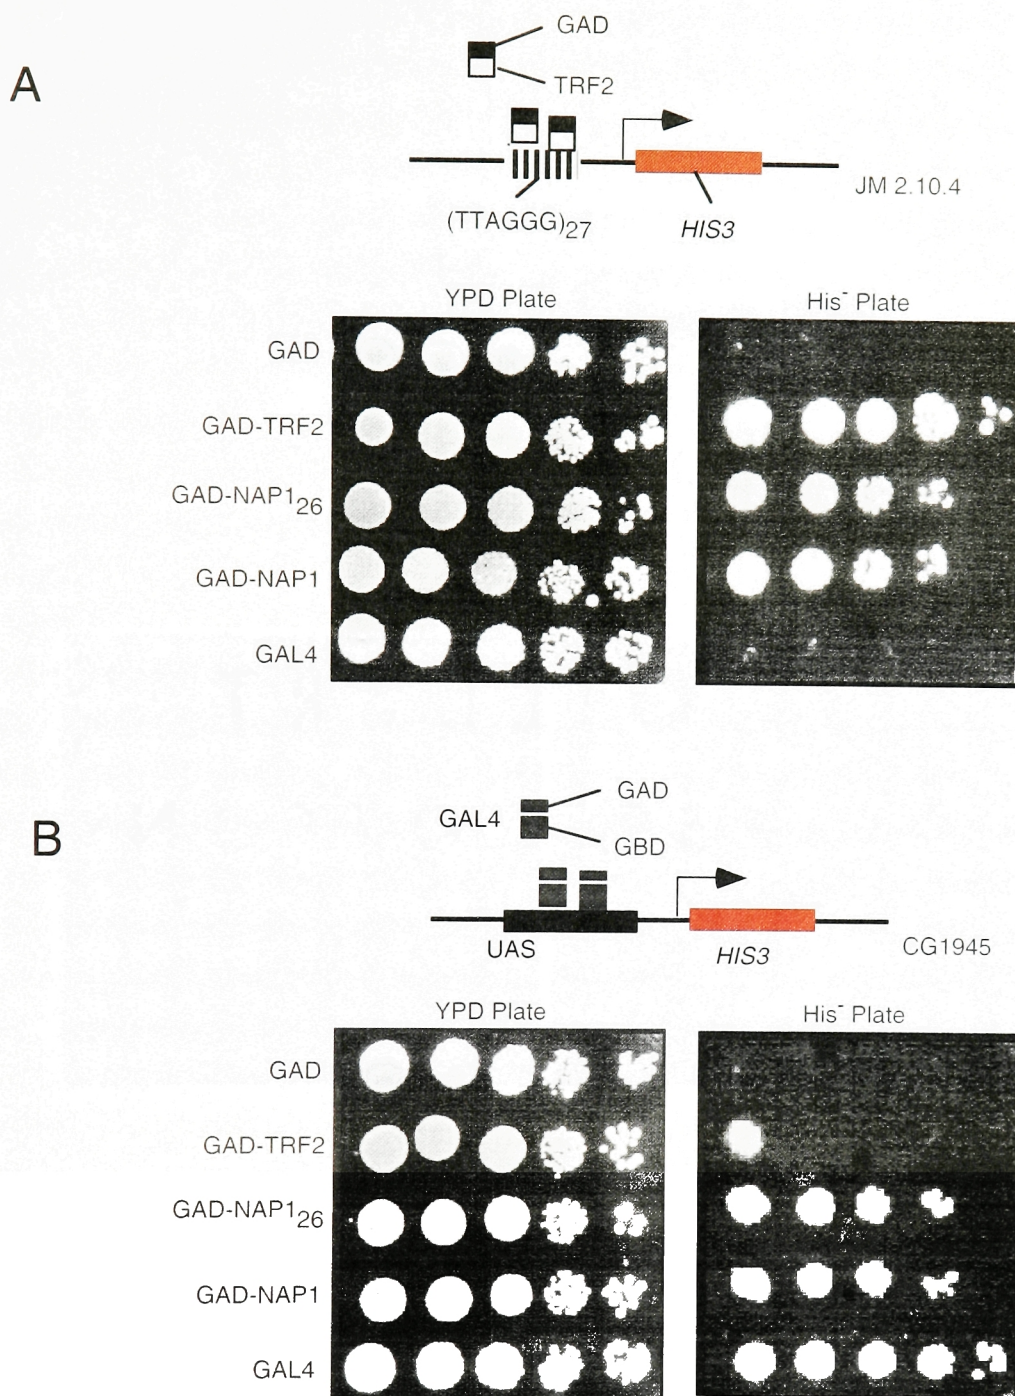 A
GAD
TRF2
(TTAGGG)27
HIS3
JM 2.10.4
YPD Plate
His- Plate
GAD
GAD-TRF2
GAD-NAP126
GAD-NAP1
GAL4
B
GAL4
GAD
GBD
UAS
HIS3
CG1945
YPD Plate
His- Plate
GAD
GAD-TRF2
GAD-NAP126
GAD-NAP1
GAL4